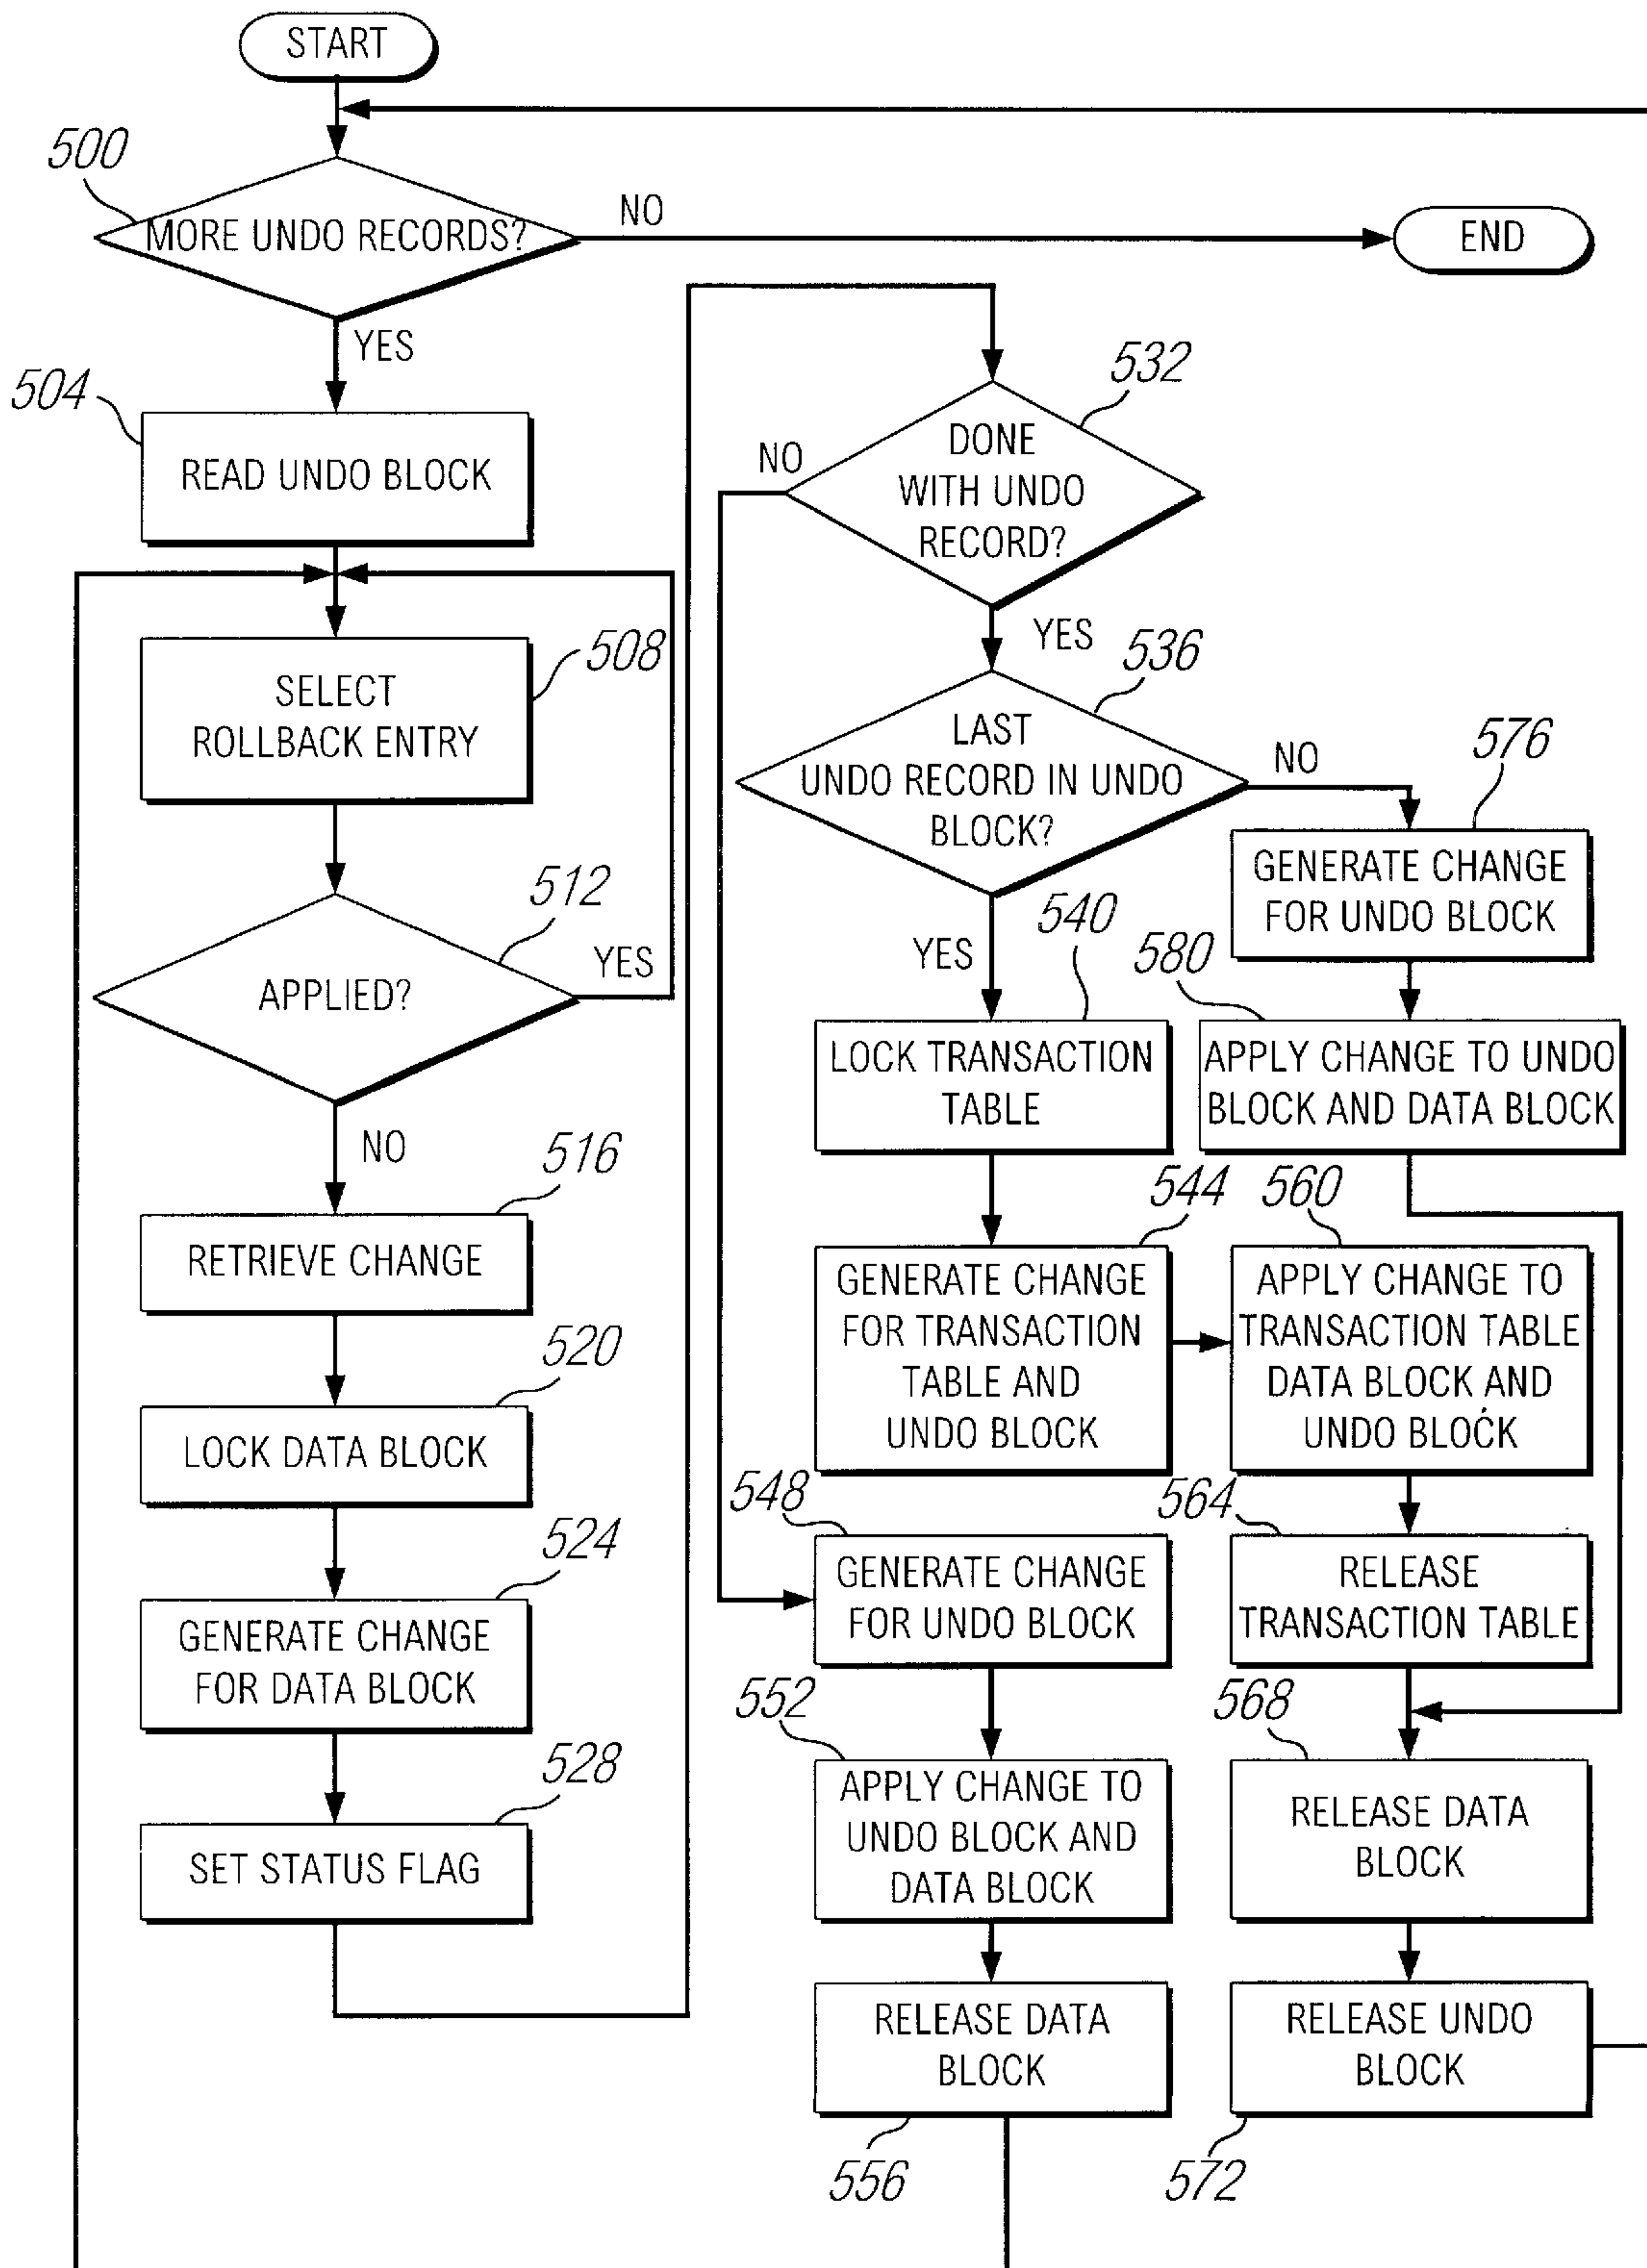 START
500
MORE UNDO RECORDS?
NO
END
YES
504
READ UNDO BLOCK
508
SELECT
ROLLBACK ENTRY
512
APPLIED?
YES
NO
516
RETRIEVE CHANGE
520
LOCK DATA BLOCK
524
GENERATE CHANGE
FOR DATA BLOCK
528
SET STATUS FLAG
532
DONE
WITH UNDO
RECORD?
NO
YES
536
LAST
UNDO RECORD IN UNDO
BLOCK?
NO
YES
540
LOCK TRANSACTION
TABLE
544
GENERATE CHANGE
FOR TRANSACTION
TABLE AND
UNDO BLOCK
548
GENERATE CHANGE
FOR UNDO BLOCK
552
APPLY CHANGE TO
UNDO BLOCK AND
DATA BLOCK
RELEASE DATA
BLOCK
556
576
GENERATE CHANGE
FOR UNDO BLOCK
580
APPLY CHANGE TO UNDO
BLOCK AND DATA BLOCK
560
APPLY CHANGE TO
TRANSACTION TABLE
DATA BLOCK AND
UNDO BLOCK
564
RELEASE
TRANSACTION TABLE
568
RELEASE DATA
BLOCK
RELEASE UNDO
BLOCK
572